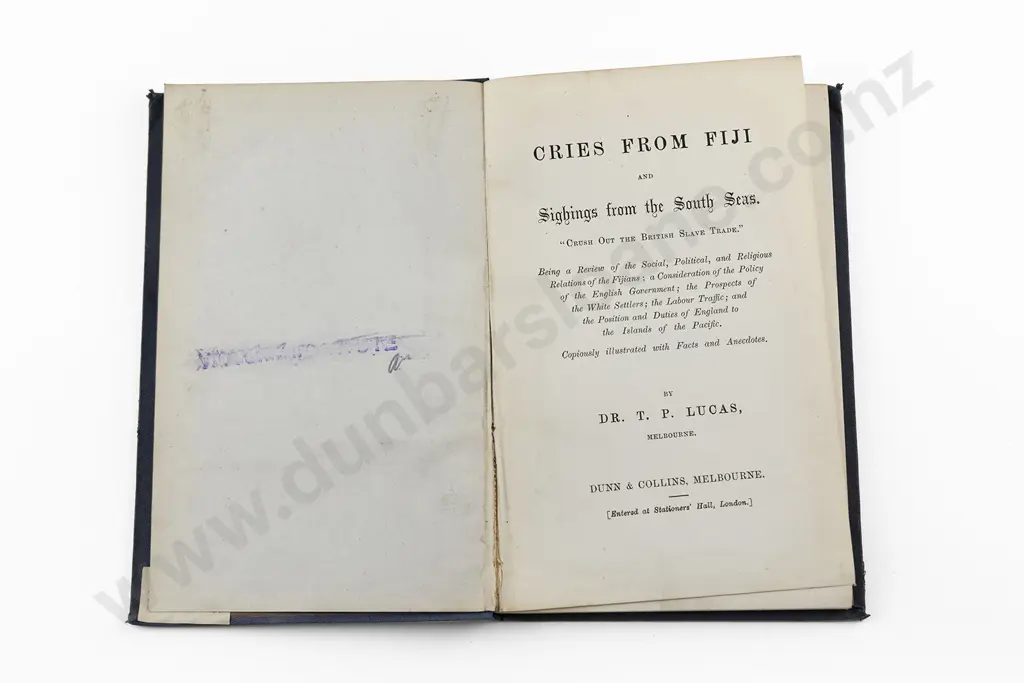 CRIES FROM FIJI
AND
Sighings from the South Seas.
"CRUSH OUT THE BRITISH SLAVE TRADE."
Being a Review of the Social, Political, and Religious
Relations of the Fijians; a Consideration of the Policy
of the English Government; the Prospects of
the White Settlers; the Labour Traffic; and
the Position and Duties of England to
the Islands of the Pacific.
Copiously illustrated with Facts and Anecdotes.
BY
DR. T. P. LUCAS,
MELBOURNE.
DUNN & COLLINS, MELBOURNE.
[Entered at Stationers' Hall, London.]
www.dunbarsloane.co.nz